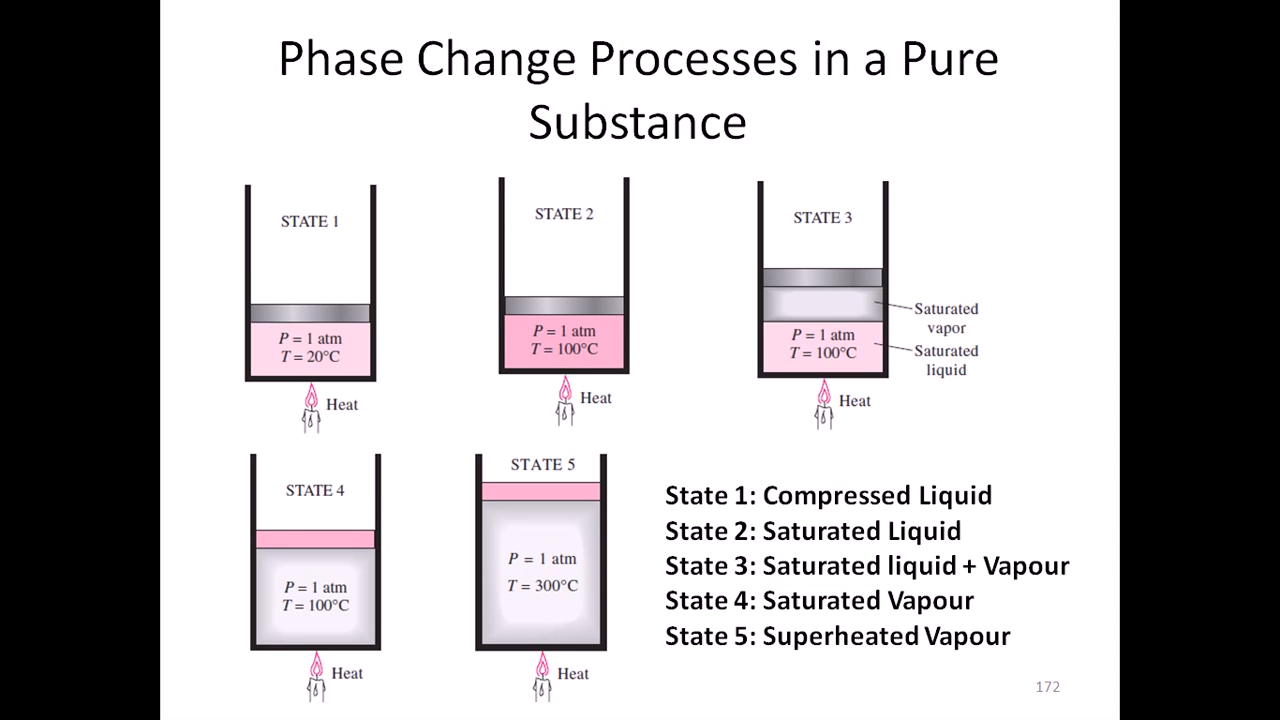 Phase Change Processes in a Pure
Substance
STATE 1
P = 1 atm
T = 20°C
Heat
STATE 2
P = 1 atm
T = 100°C
Heat
STATE 3
P = 1 atm
T = 100°C
Saturated
vapor
Saturated
liquid
Heat
STATE 4
P = 1 atm
T = 100°C
Heat
STATE 5
P = 1 atm
T = 300°C
Heat
State 1: Compressed Liquid
State 2: Saturated Liquid
State 3: Saturated liquid + Vapour
State 4: Saturated Vapour
State 5: Superheated Vapour
172